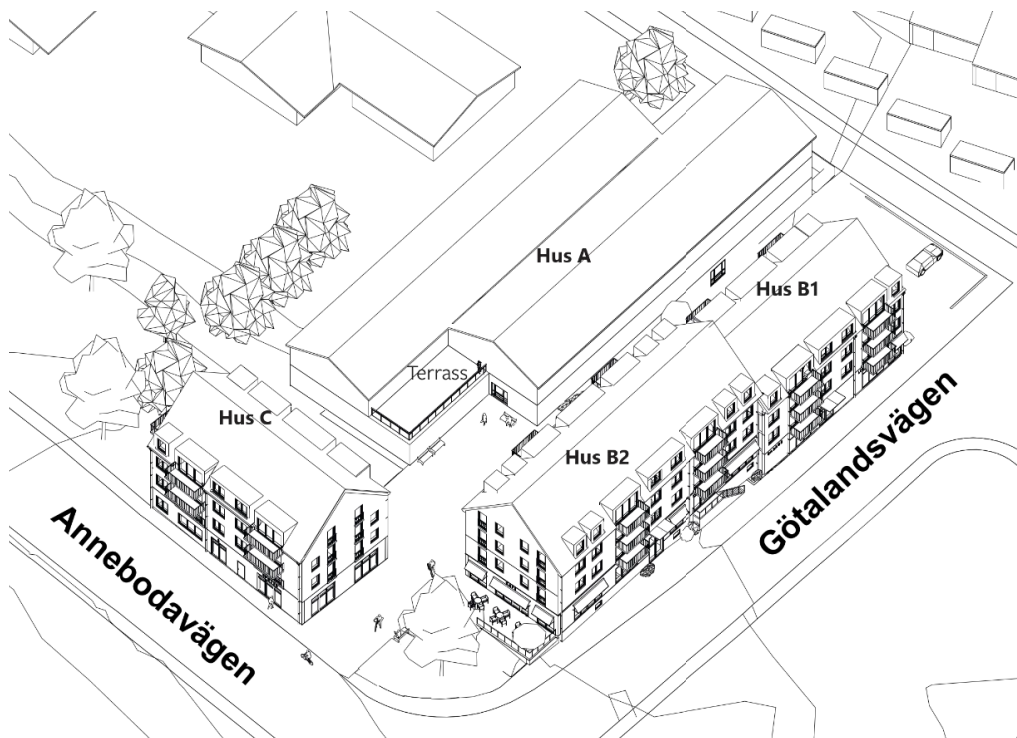 Hus A
Hus B1
Terrass
Hus C
Hus B2
Götalandsvägen
Annebodavägen